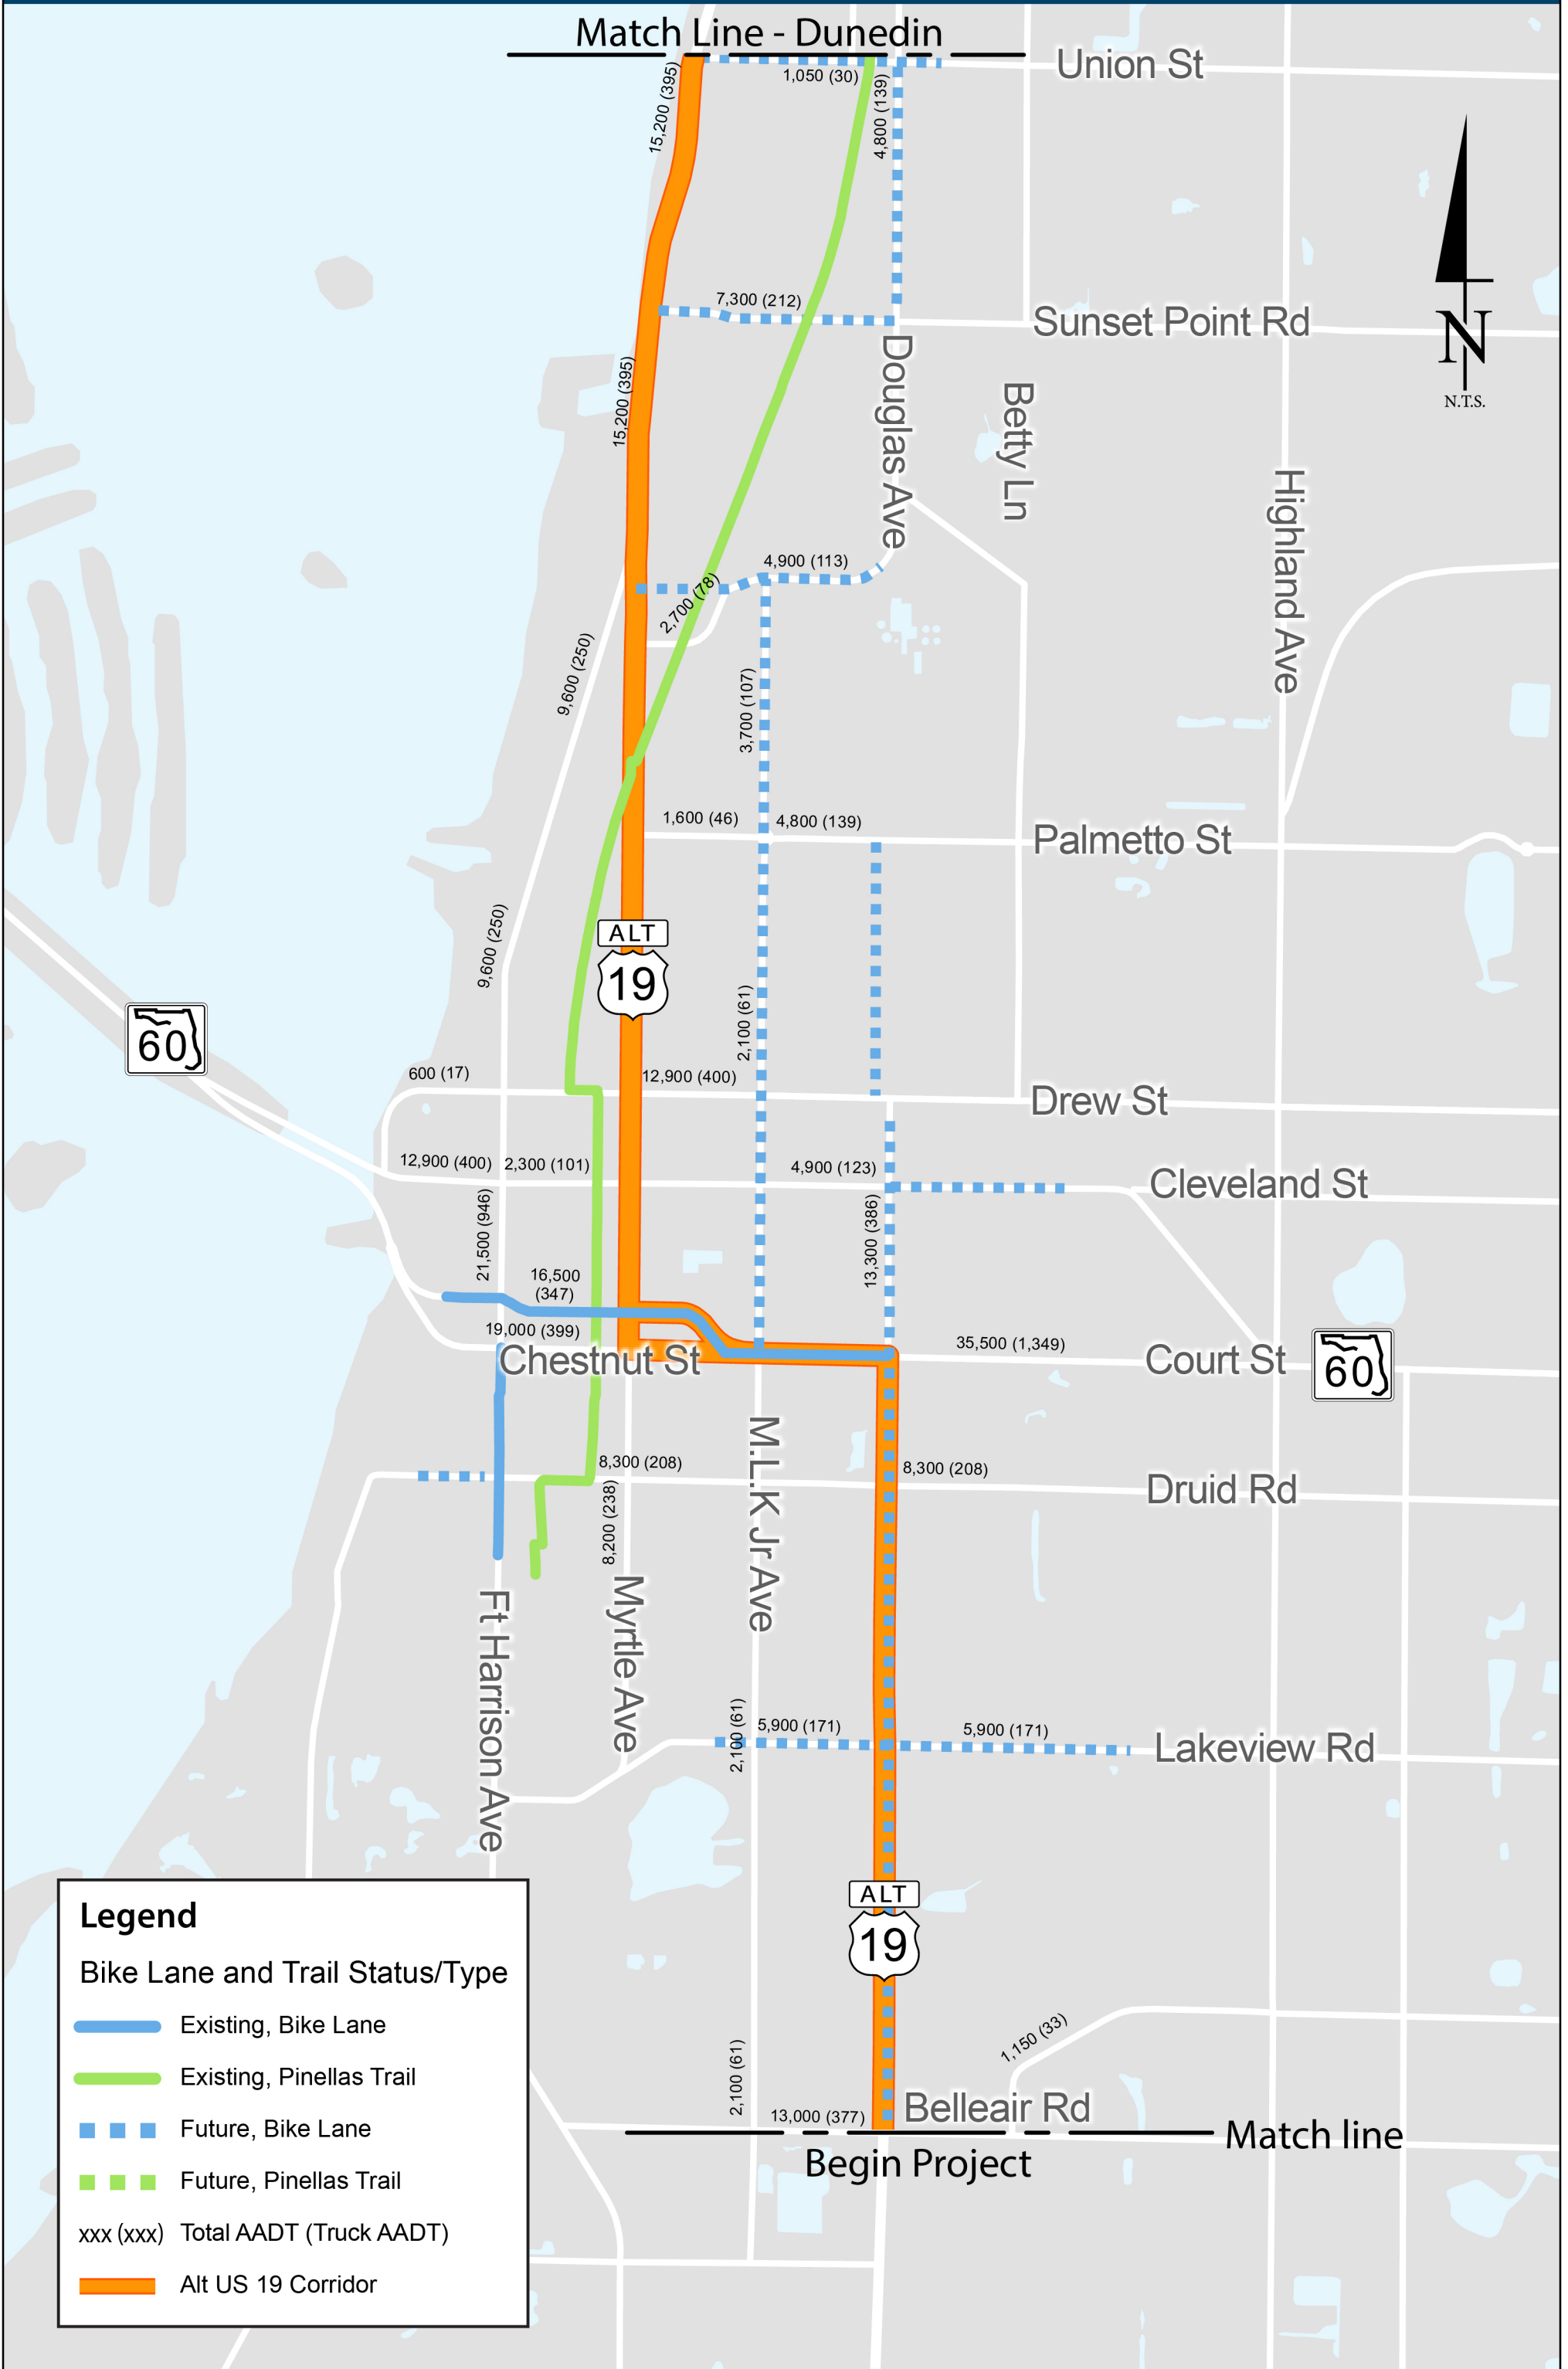 Match Line - Dunedin
Union St
1,050 (30)
15,200 (395)
4,800 (139)
7,300 (212)
Sunset Point Rd
N
N.T.S.
Douglas Ave
Betty Ln
Highland Ave
15,200 (395)
4,900 (113)
2,700 (78)
9,600 (250)
3,700 (107)
1,600 (46)
4,800 (139)
Palmetto St
ALT
19
9,600 (250)
2,100 (61)
60
600 (17)
12,900 (400)
Drew St
12,900 (400)
2,300 (101)
4,900 (123)
Cleveland St
21,500 (946)
13,300 (386)
16,500
(347)
19,000 (399)
Chestnut St
35,500 (1,349)
Court St
60
M.L.K Jr Ave
8,300 (208)
8,300 (208)
Druid Rd
8,200 (238)
Ft Harrison Ave
Myrtle Ave
2,100 (61)
5,900 (171)
5,900 (171)
Lakeview Rd
ALT
19
1,150 (33)
2,100 (61)
13,000 (377)
Belleair Rd
Match line
Begin Project
Legend
Bike Lane and Trail Status/Type
Existing, Bike Lane
Existing, Pinellas Trail
Future, Bike Lane
Future, Pinellas Trail
xxx (xxx) Total AADT (Truck AADT)
Alt US 19 Corridor